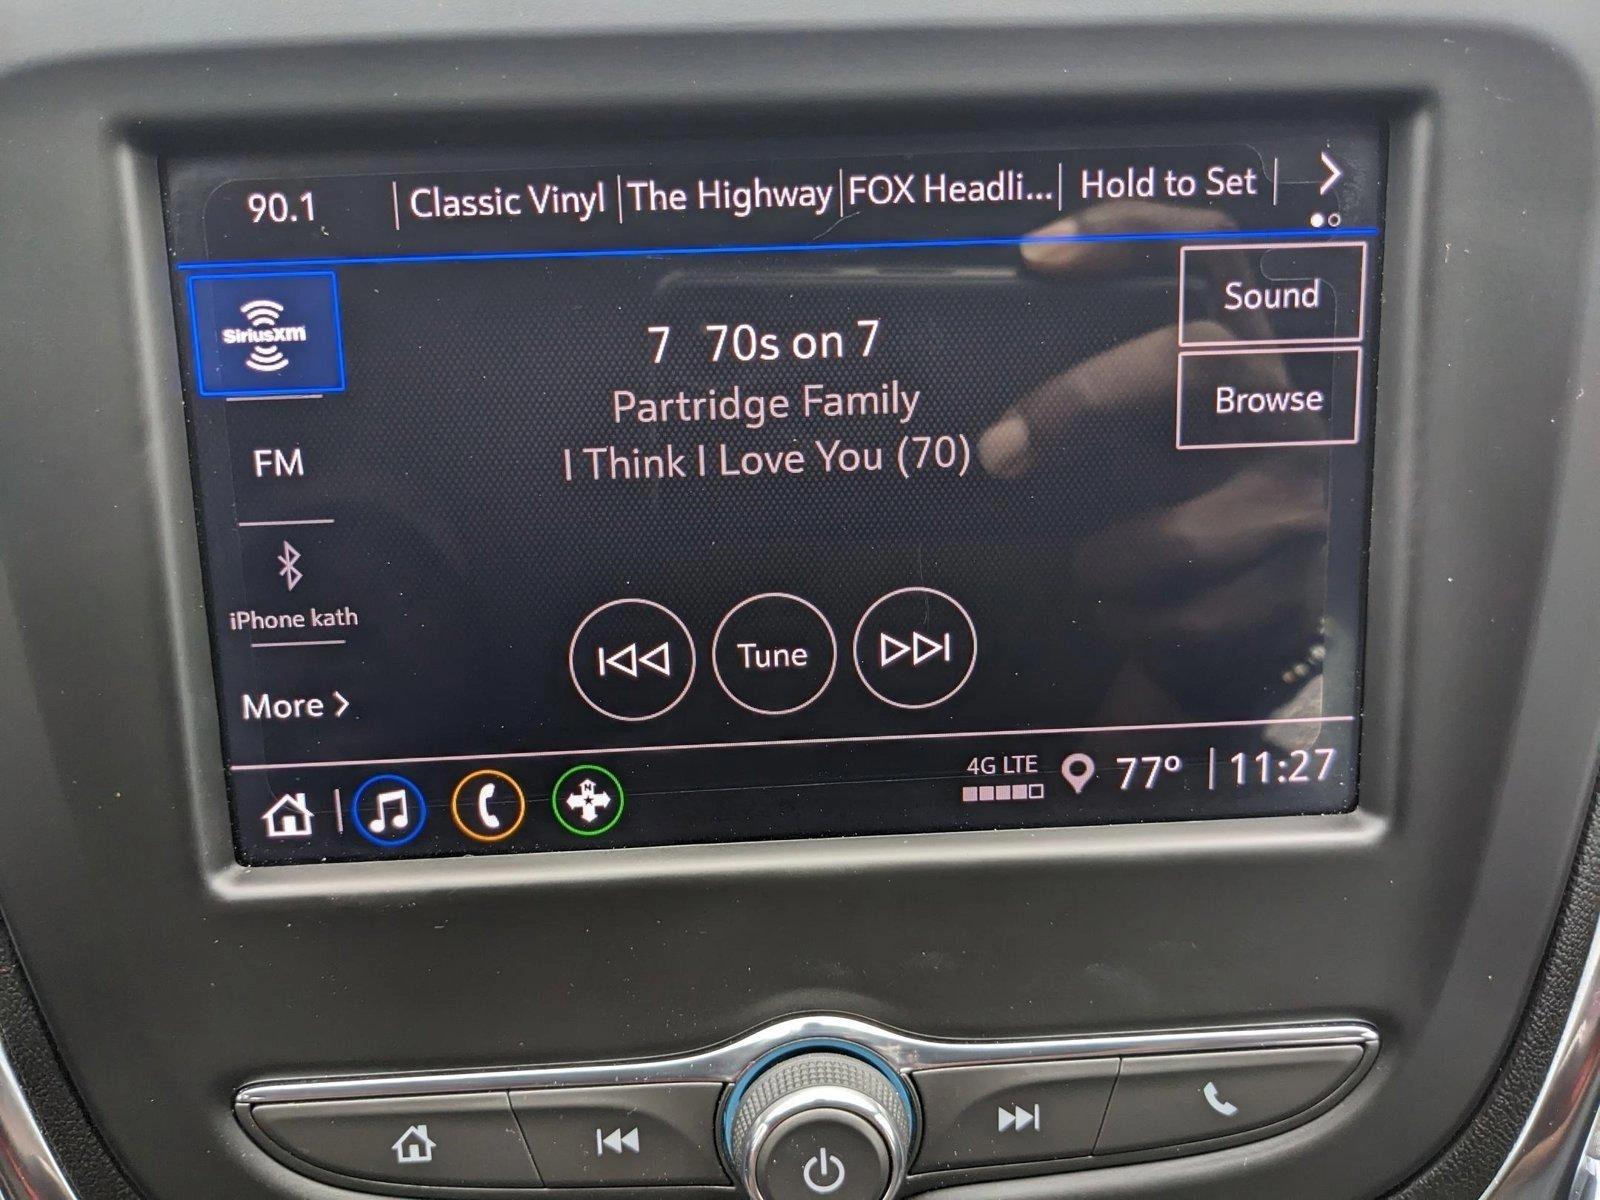 90.1 | Classic Vinyl | The Highway | FOX Headli... | Hold to Set |
SiriusXM
Sound
7 70s on 7
Partridge Family
Browse
I Think I Love You (70)
FM
iPhone kath
Tune
More
4G LTE 77° | 11:27
N